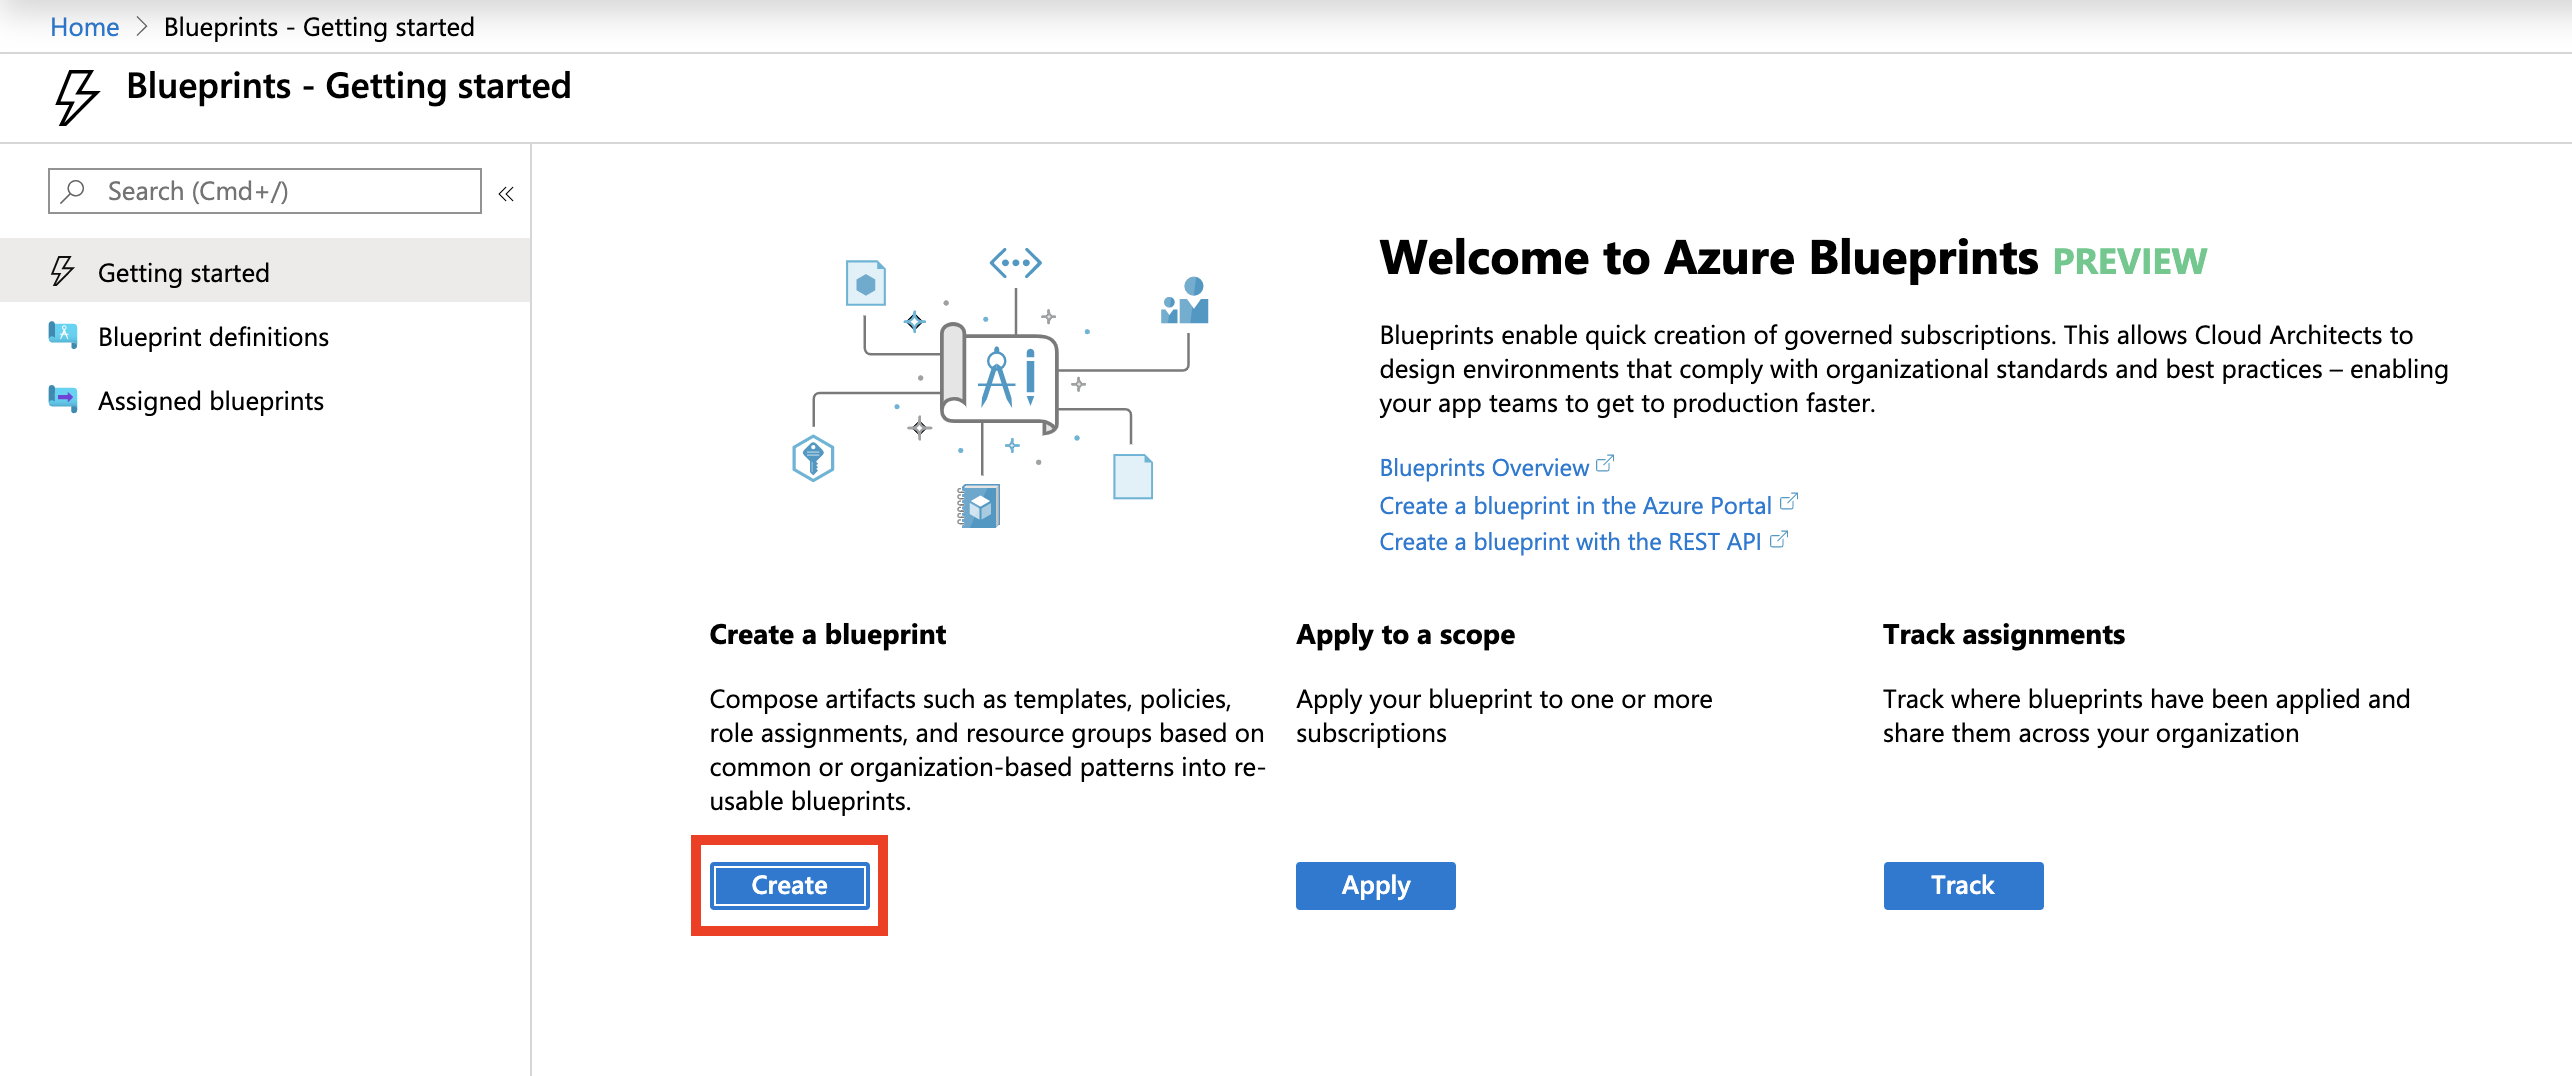 Home > Blueprints - Getting started
Blueprints - Getting started
Search (Cmd+/)
«
Getting started
Blueprint definitions
Assigned blueprints
Welcome to Azure Blueprints PREVIEW
Blueprints enable quick creation of governed subscriptions. This allows Cloud Architects to
design environments that comply with organizational standards and best practices – enabling
your app teams to get to production faster.
Blueprints Overview
Create a blueprint in the Azure Portal
Create a blueprint with the REST API
Create a blueprint
Compose artifacts such as templates, policies,
role assignments, and resource groups based on
common or organization-based patterns into re-
usable blueprints.
Create
Apply to a scope
Apply your blueprint to one or more
subscriptions
Apply
Track assignments
Track where blueprints have been applied and
share them across your organization
Track